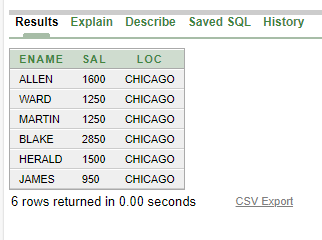 Results Explain Describe Saved SQL History
ENAME SAL LOC
ALLEN 1600 CHICAGO
WARD 1250 CHICAGO
MARTIN 1250 CHICAGO
BLAKE 2850 CHICAGO
HERALD 1500 CHICAGO
JAMES 950 CHICAGO
6 rows returned in 0.00 seconds CSV Export